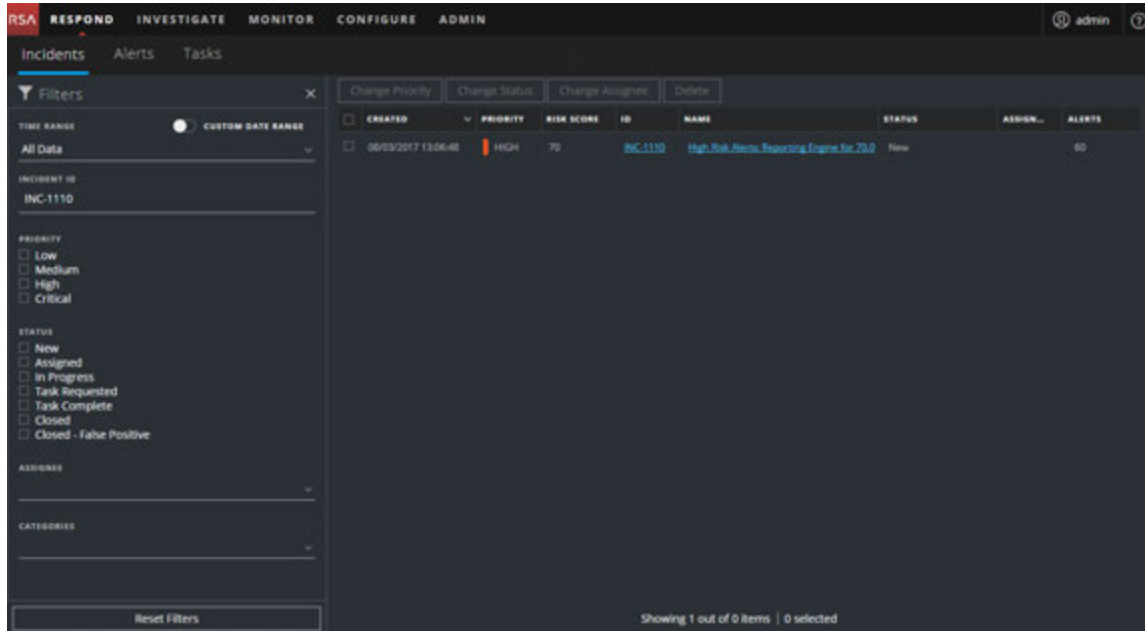 RSA RESPOND INVESTIGATE MONITOR CONFIGURE ADMIN admin
Incidents Alerts Tasks
Filters
TIME RANGE CUSTOM DATE RANGE
All Data
INCIDENT ID
INC-1110
PRIORITY
Low
Medium
High
Critical
STATUS
New
Assigned
In Progress
Task Requested
Task Complete
Closed
Closed - False Positive
ASSIGNEE
CATEGORIES
Reset Filters
Change Priority Change Status Change Assignee Delete
CREATED PRIORITY RISK SCORE ID NAME STATUS ASSIGN... ALERTS
08/03/2017 13:06:48 HIGH 70 INC-1110 High Risk Alerts: Reporting Engine for 70.0 New 60
Showing 1 out of 0 items | 0 selected